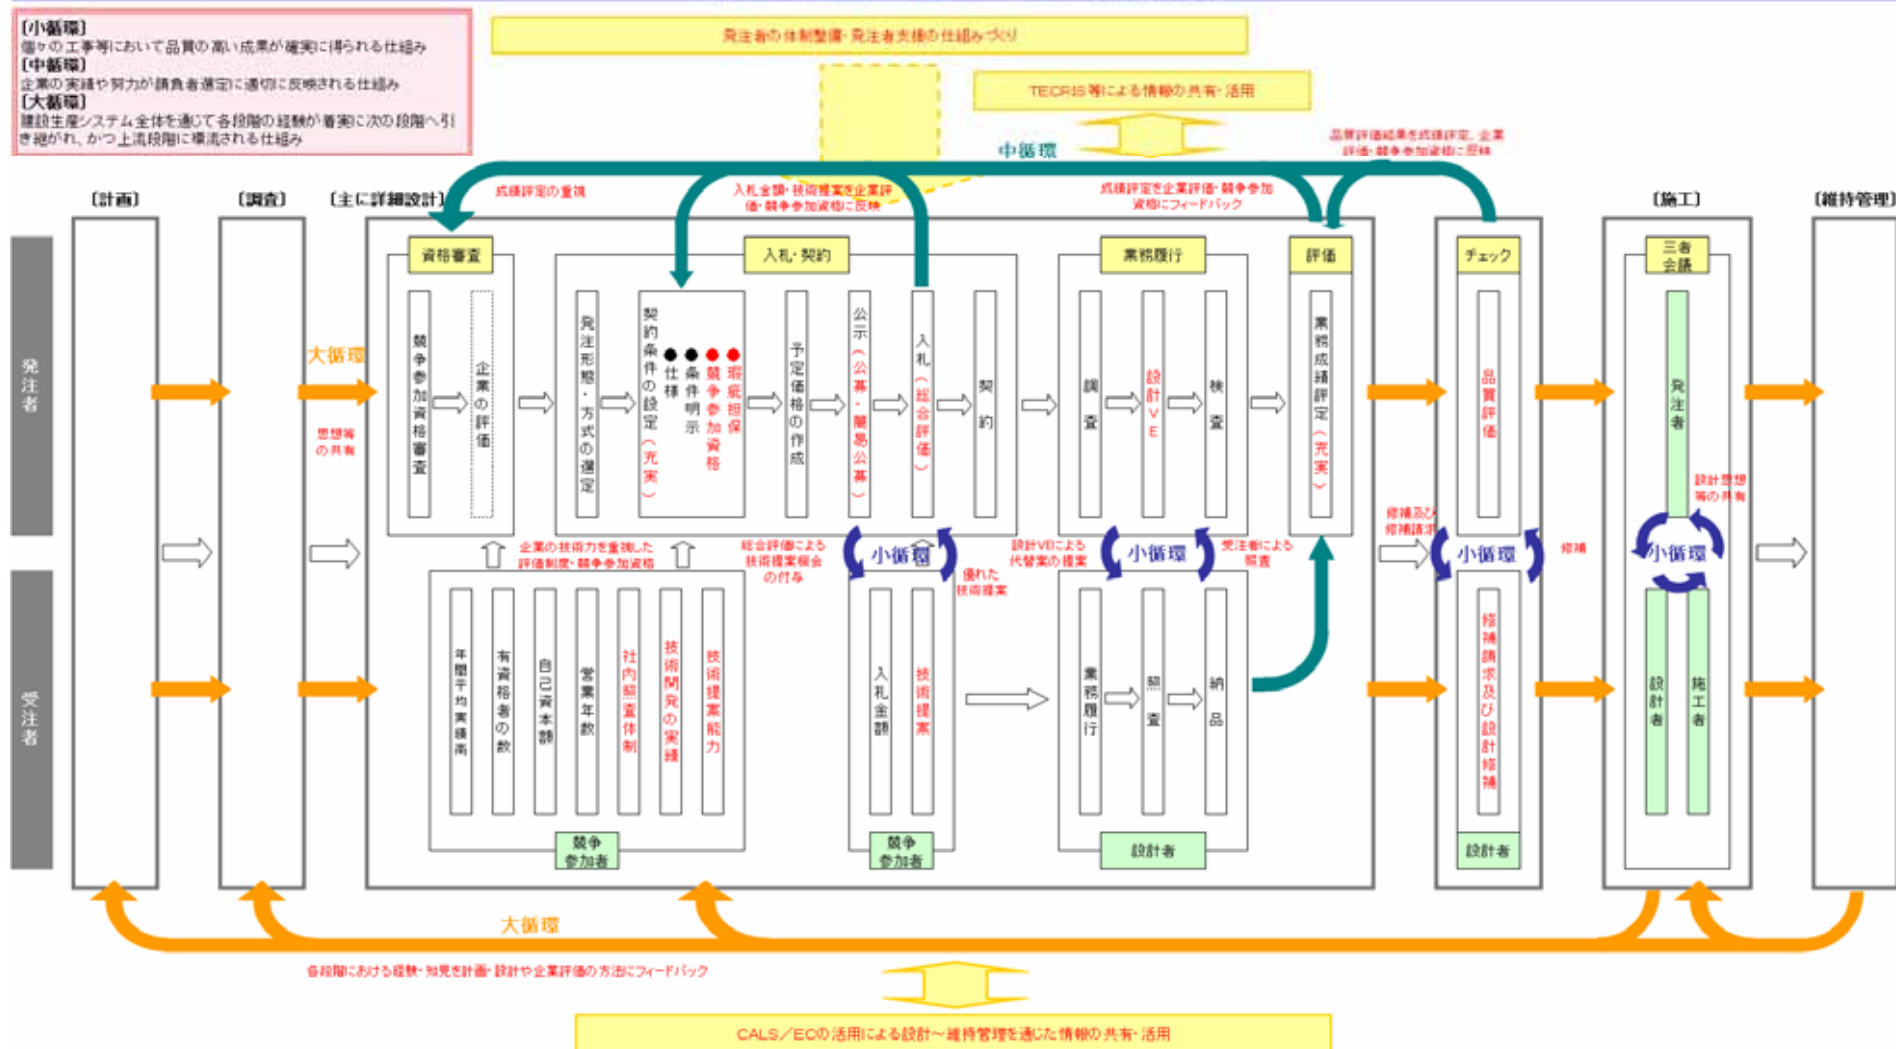 【小循環】
個々の工事等において品質の高い成果が確実に得られる仕組み
【中循環】
企業の実績や努力が請負者選定に適切に反映される仕組み
【大循環】
建設生産システム全体を通じて各段階の経験が着実に次の段階へ引
き継がれ、かつ上流段階に環流される仕組み
発注者の体制整備・発注者支援の仕組みづくり
TECRIS等による情報の共有・活用
中循環
品質評価結果を成績評定、企業
評価・競争参加資格に反映
成績評定の重視
入札金額・技術提案を企業評
価・競争参加資格に反映
成績評定を企業評価・競争参加
資格にフィードバック
〔計画〕
〔調査〕
〔主に詳細設計〕
〔施工〕
〔維持管理〕
発注者
大循環
思想等
の共有
資格審査
競争参加資格審査
企業の評価
入札・契約
発注形態・方式の選定
契約条件の設定(充実)
●仕様
●条件明示
●競争参加資格
●瑕疵担保
予定価格の作成
公示(公募・簡易公募)
入札(総合評価)
契約
業務履行
調査
設計VE
検査
評価
業務成績評定(充実)
チェック
品質評価
三者
会議
発注者
設計思想
等の共有
企業の技術力を重視した
評価制度・競争参加資格
総合評価による
技術提案機会
の付与
小循環
優れた
技術提案
設計VEによる
代替案の提案
小循環
受注者による
照査
修補及び
修補請求
小循環
修補
小循環
受注者
年間平均実績高
有資格者の数
自己資本額
営業年数
社内照査体制
技術開発の実績
技術提案能力
競争
参加者
入札金額
技術提案
競争
参加者
業務履行
照査
納品
設計者
修補請求及び設計修補
設計者
設計者
施工者
大循環
各段階における経験・知見を計画・設計や企業評価の方法にフィードバック
CALS/ECの活用による設計～維持管理を通じた情報の共有・活用